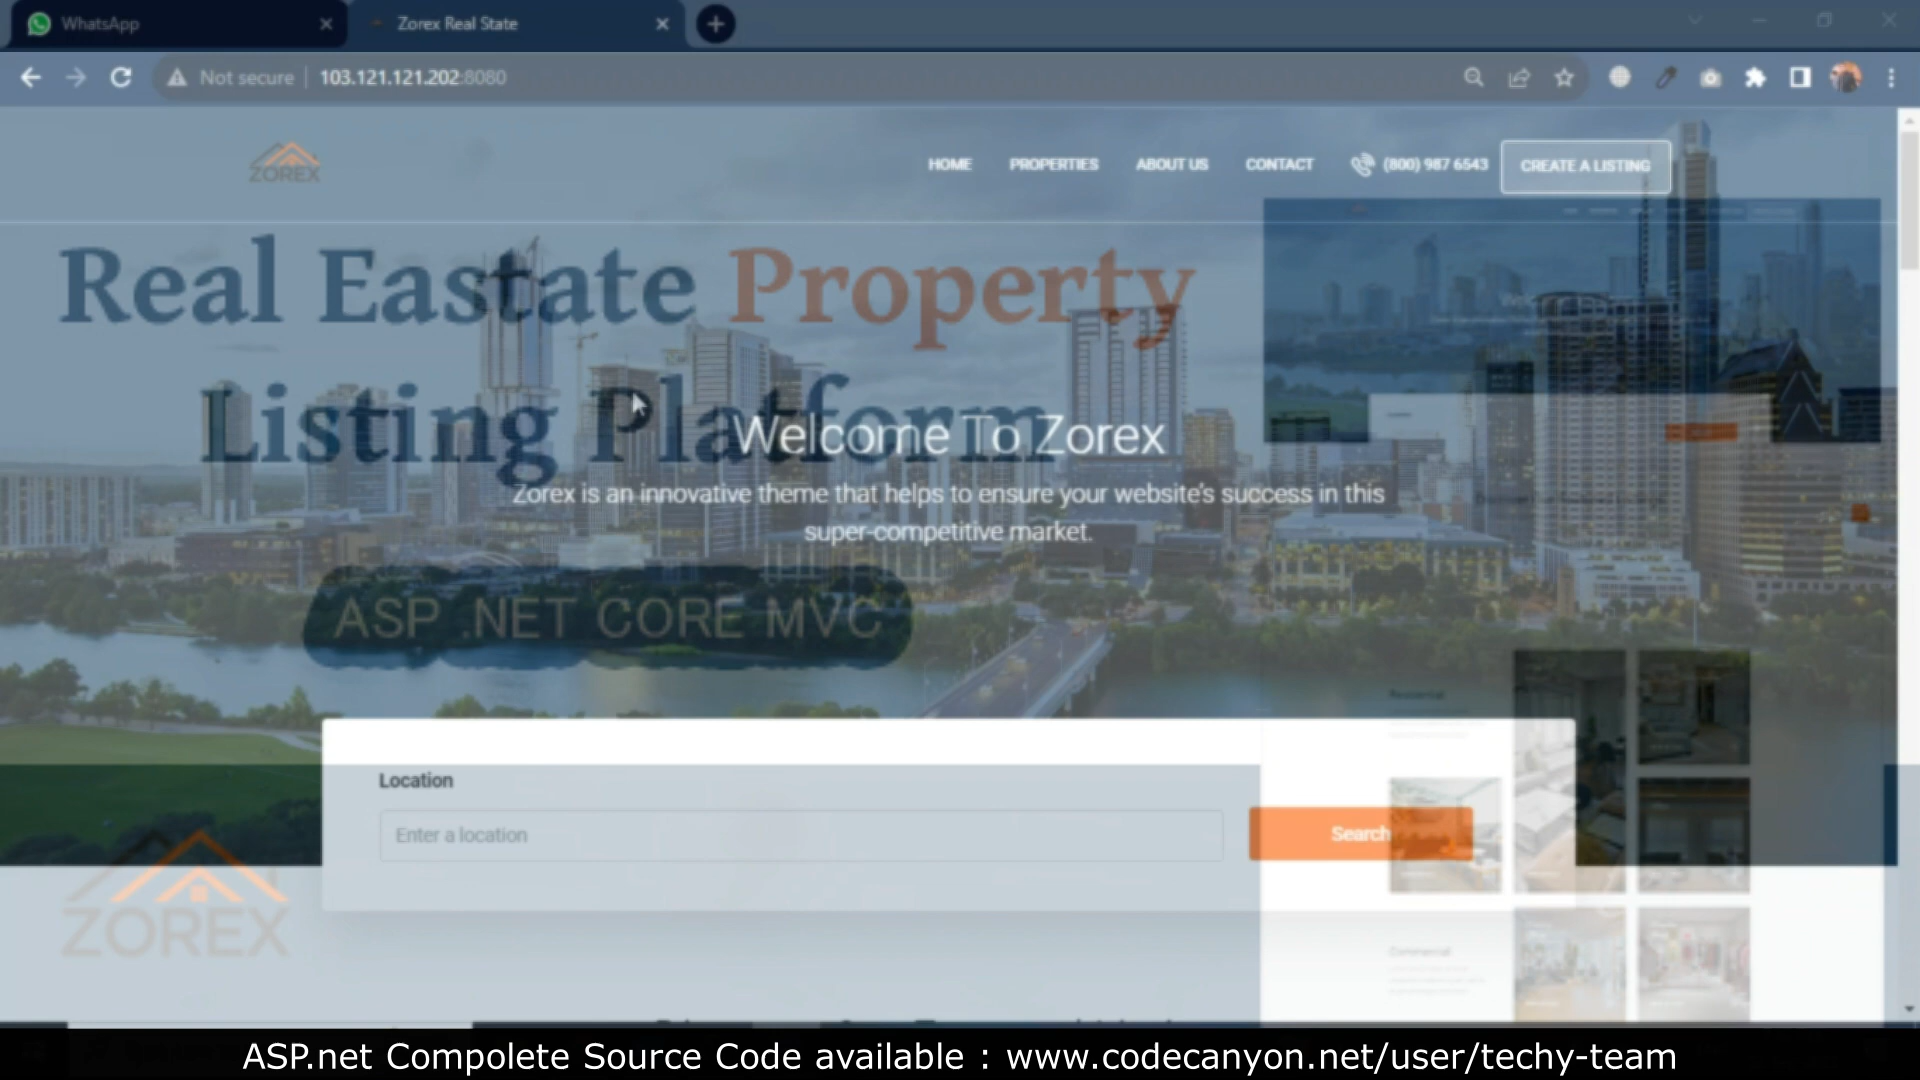 WhatsApp
Zorex Real State
Not secure
103.121.121.202:8080
ZOREX
HOME
PROPERTIES
ABOUT US
CONTACT
(800) 987 6543
CREATE A LISTING
Real Eastate Property
Listing Platform
Welcome To Zorex
Zorex is an innovative theme that helps to ensure your website's success in this
super-competitive market.
ASP .NET CORE MVC
Residential
Location
Enter a location
Search
ZOREX
Commercial
ASP.net Compolete Source Code available : www.codecanyon.net/user/techy-team